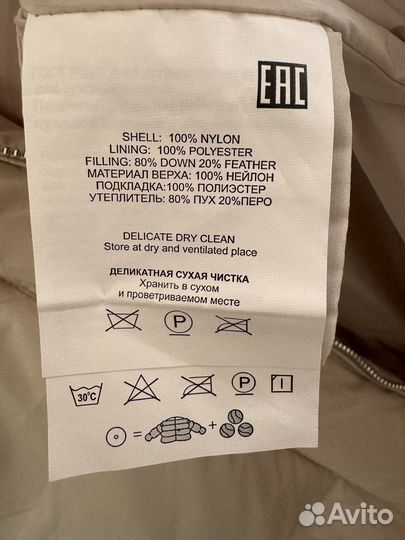 EAC
SHELL: 100% NYLON
LINING: 100% POLYESTER
FILLING: 80% DOWN 20% FEATHER
МАТЕРИАЛ ВЕРХА: 100% НЕЙЛОН
ПОДКЛАДКА:100% ПОЛИЭСТЕР
УТЕПЛИТЕЛЬ: 80% ПУХ 20%ПЕРО
DELICATE DRY CLEAN
Store at dry and ventilated place
ДЕЛИКАТНАЯ СУХАЯ ЧИСТКА
Хранить в сухом
и проветриваемом месте
P
30°C P
= +
Avito